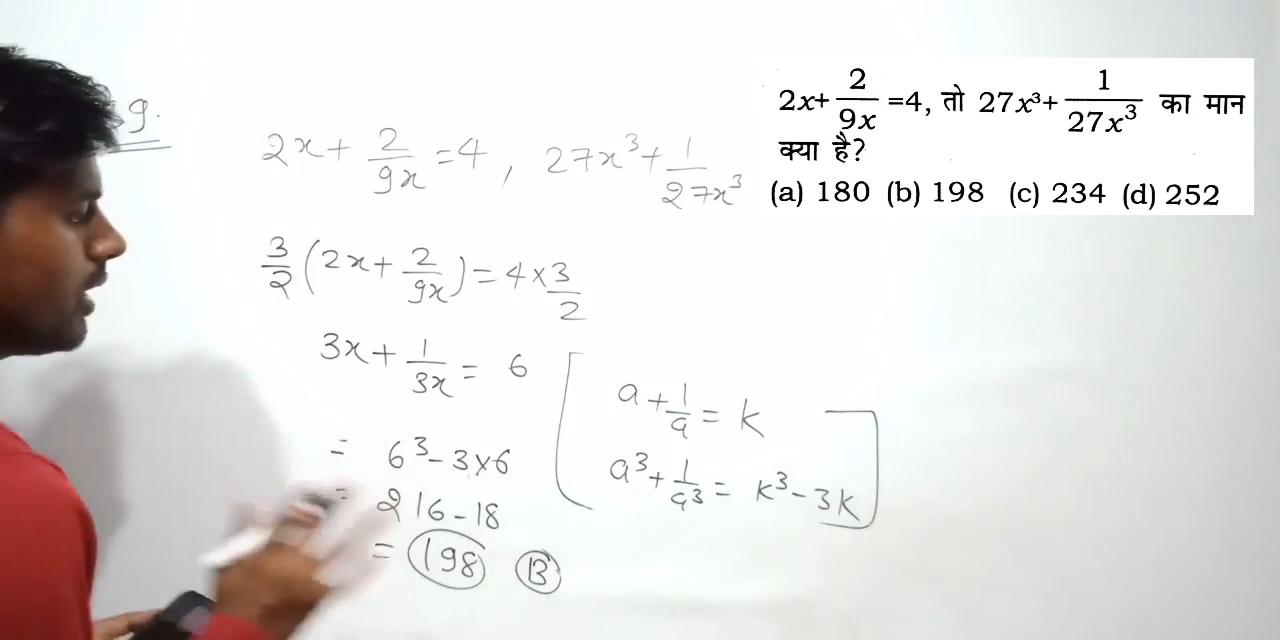 9.
2x + 2/9x = 4, 27x³ + 1/27x³
3/2 (2x + 2/9x) = 4 × 3/2
3x + 1/3x = 6
= 6³ - 3×6
= 216 - 18
= 198 (B)
a + 1/a = k
a³ + 1/a³ = k³ - 3k
2x+ 2/9x =4, तो 27x³+ 1/27x³ का मान
क्या है?
(a) 180 (b) 198 (c) 234 (d) 252